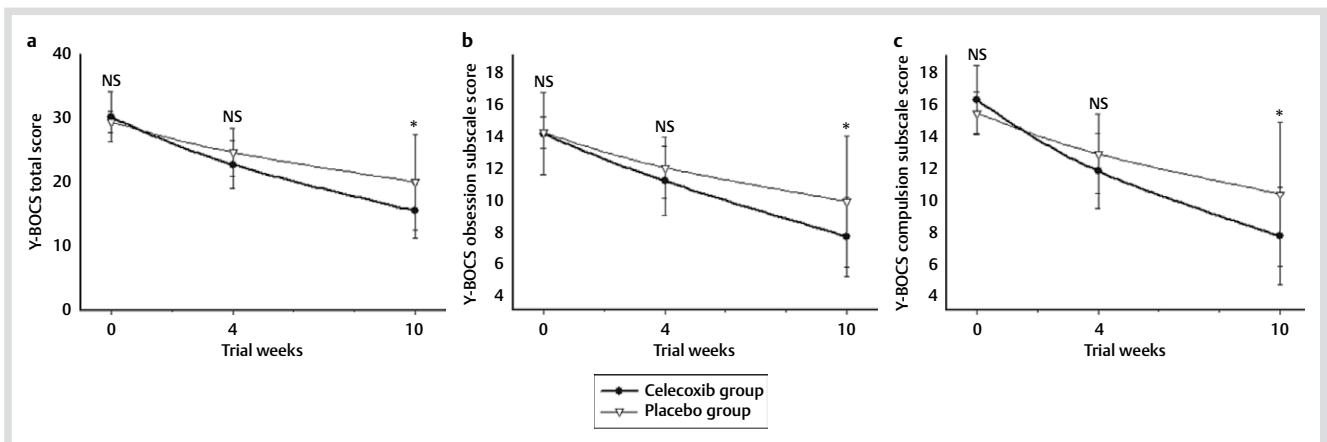 a
Y-BOCS total score
40
30
20
10
0
NS
NS
*
0
4
10
Trial weeks
b
Y-BOCS obsession subscale score
18
16
14
12
10
8
6
4
NS
NS
*
0
4
10
Trial weeks
c
Y-BOCS compulsion subscale score
18
16
14
12
10
8
6
4
NS
NS
*
0
4
10
Trial weeks
Celecoxib group
Placebo group